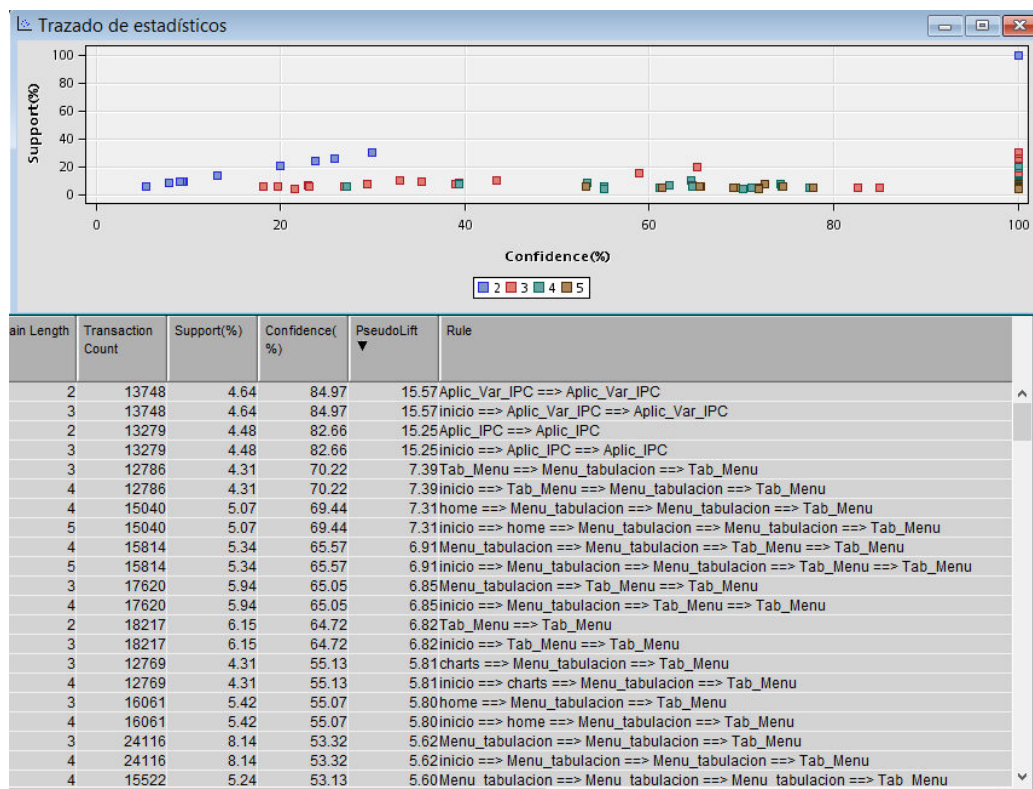 Trazado de estadísticos
100
80
60
40
20
0
Support(%)
0 20 40 60 80 100
Confidence(%)
2 3 4 5
ain Length Transaction Count Support(%) Confidence(%) PseudoLift ▼ Rule
2 13748 4.64 84.97 15.57 Aplic_Var_IPC ==> Aplic_Var_IPC
3 13748 4.64 84.97 15.57 inicio ==> Aplic_Var_IPC ==> Aplic_Var_IPC
2 13279 4.48 82.66 15.25 Aplic_IPC ==> Aplic_IPC
3 13279 4.48 82.66 15.25 inicio ==> Aplic_IPC ==> Aplic_IPC
3 12786 4.31 70.22 7.39 Tab_Menu ==> Menu_tabulacion ==> Tab_Menu
4 12786 4.31 70.22 7.39 inicio ==> Tab_Menu ==> Menu_tabulacion ==> Tab_Menu
4 15040 5.07 69.44 7.31 home ==> Menu_tabulacion ==> Menu_tabulacion ==> Tab_Menu
5 15040 5.07 69.44 7.31 inicio ==> home ==> Menu_tabulacion ==> Menu_tabulacion ==> Tab_Menu
4 15814 5.34 65.57 6.91 Menu_tabulacion ==> Menu_tabulacion ==> Tab_Menu ==> Tab_Menu
5 15814 5.34 65.57 6.91 inicio ==> Menu_tabulacion ==> Menu_tabulacion ==> Tab_Menu ==> Tab_Menu
3 17620 5.94 65.05 6.85 Menu_tabulacion ==> Tab_Menu ==> Tab_Menu
4 17620 5.94 65.05 6.85 inicio ==> Menu_tabulacion ==> Tab_Menu ==> Tab_Menu
2 18217 6.15 64.72 6.82 Tab_Menu ==> Tab_Menu
3 18217 6.15 64.72 6.82 inicio ==> Tab_Menu ==> Tab_Menu
3 12769 4.31 55.13 5.81 charts ==> Menu_tabulacion ==> Tab_Menu
4 12769 4.31 55.13 5.81 inicio ==> charts ==> Menu_tabulacion ==> Tab_Menu
3 16061 5.42 55.07 5.80 home ==> Menu_tabulacion ==> Tab_Menu
4 16061 5.42 55.07 5.80 inicio ==> home ==> Menu_tabulacion ==> Tab_Menu
3 24116 8.14 53.32 5.62 Menu_tabulacion ==> Menu_tabulacion ==> Tab_Menu
4 24116 8.14 53.32 5.62 inicio ==> Menu_tabulacion ==> Menu_tabulacion ==> Tab_Menu
4 15522 5.24 53.13 5.60 Menu_tabulacion ==> Menu_tabulacion ==> Menu_tabulacion ==> Tab_Menu